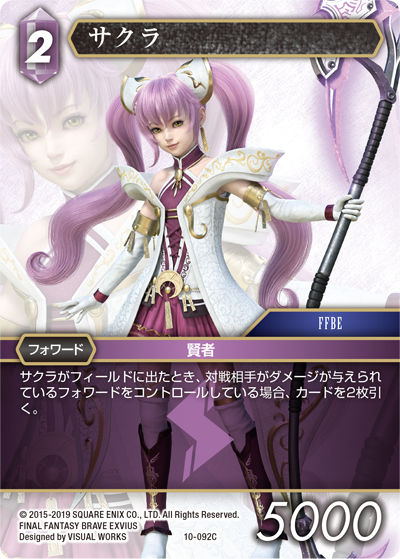 2
サクラ
FFBE
フォワード
賢者
サクラがフィールドに出たとき、対戦相手がダメージが与えられ
ているフォワードをコントロールしている場合、カードを2枚引
く。
© 2015-2019 SQUARE ENIX CO., LTD. All Rights Reserved.
FINAL FANTASY BRAVE EXVIUS
Designed by VISUAL WORKS
10-092C
5000